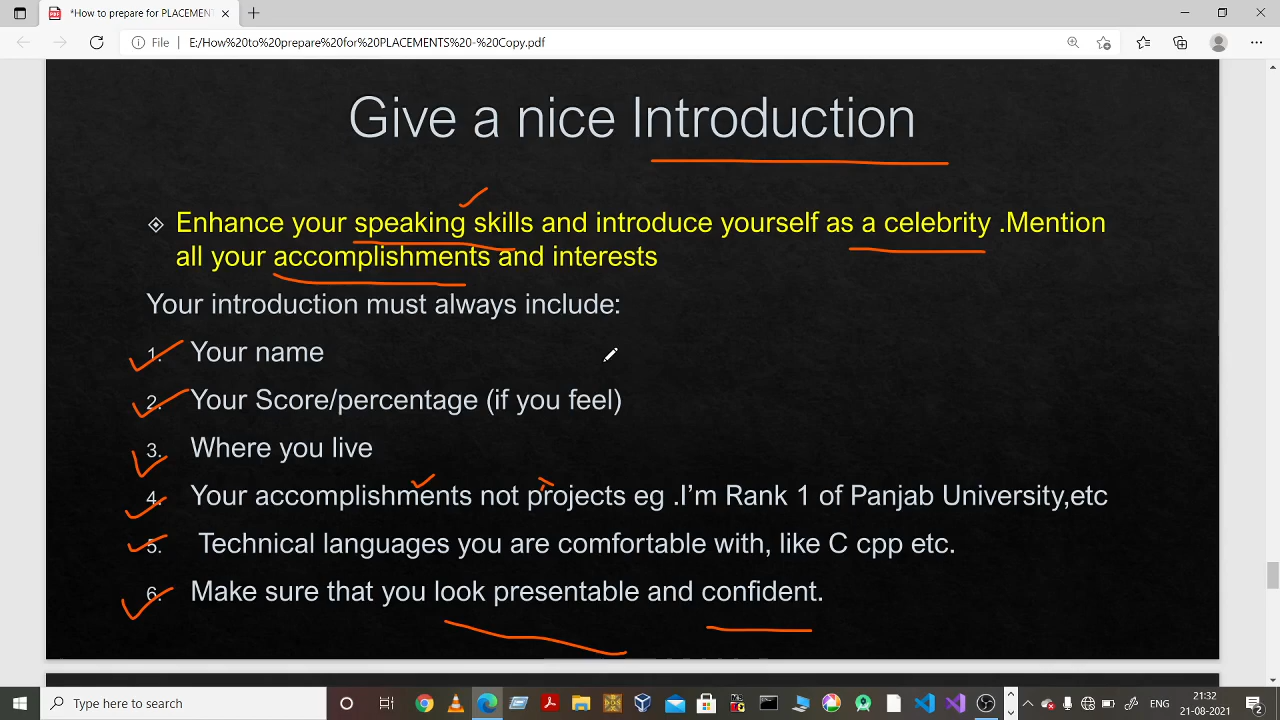 *How to prepare for PLACEMENT
File
E:/How%20to%20prepare%20for%20PLACEMENTS%20-%20Copy.pdf
Give a nice Introduction
Enhance your speaking skills and introduce yourself as a celebrity .Mention
all your accomplishments and interests
Your introduction must always include:
1. Your name
2. Your Score/percentage (if you feel)
3. Where you live
4. Your accomplishments not projects eg .I'm Rank 1 of Panjab University,etc
5. Technical languages you are comfortable with, like C cpp etc.
6. Make sure that you look presentable and confident.
Type here to search
ENG
21:32
21-08-2021
2